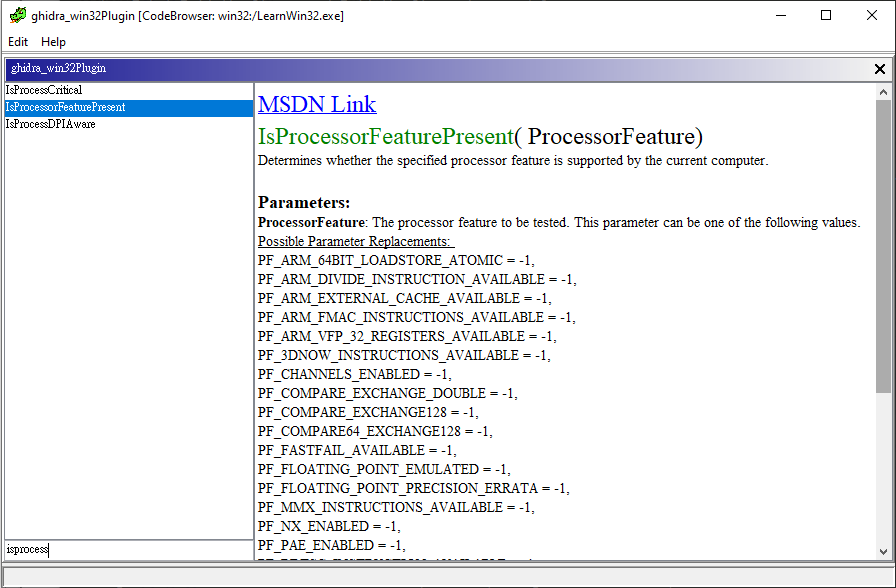 ghidra_win32Plugin [CodeBrowser: win32:/LearnWin32.exe]
Edit Help
ghidra_win32Plugin
IsProcessCritical
IsProcessorFeaturePresent
IsProcessDPIAware
isprocess
MSDN Link
IsProcessorFeaturePresent( ProcessorFeature)
Determines whether the specified processor feature is supported by the current computer.
Parameters:
ProcessorFeature: The processor feature to be tested. This parameter can be one of the following values.
Possible Parameter Replacements:
PF_ARM_64BIT_LOADSTORE_ATOMIC = -1,
PF_ARM_DIVIDE_INSTRUCTION_AVAILABLE = -1,
PF_ARM_EXTERNAL_CACHE_AVAILABLE = -1,
PF_ARM_FMAC_INSTRUCTIONS_AVAILABLE = -1,
PF_ARM_VFP_32_REGISTERS_AVAILABLE = -1,
PF_3DNOW_INSTRUCTIONS_AVAILABLE = -1,
PF_CHANNELS_ENABLED = -1,
PF_COMPARE_EXCHANGE_DOUBLE = -1,
PF_COMPARE_EXCHANGE128 = -1,
PF_COMPARE64_EXCHANGE128 = -1,
PF_FASTFAIL_AVAILABLE = -1,
PF_FLOATING_POINT_EMULATED = -1,
PF_FLOATING_POINT_PRECISION_ERRATA = -1,
PF_MMX_INSTRUCTIONS_AVAILABLE = -1,
PF_NX_ENABLED = -1,
PF_PAE_ENABLED = -1,